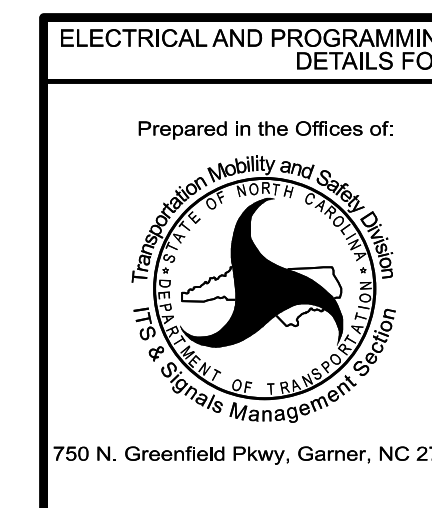 ELECTRICAL AND PROGRAMMIN
DETAILS FO
Prepared in the Offices of:
Transportation Mobility and Safety Division
STATE OF NORTH CAROLINA
DEPARTMENT OF TRANSPORTATION
ITS & Signals Management Section
750 N. Greenfield Pkwy, Garner, NC 27